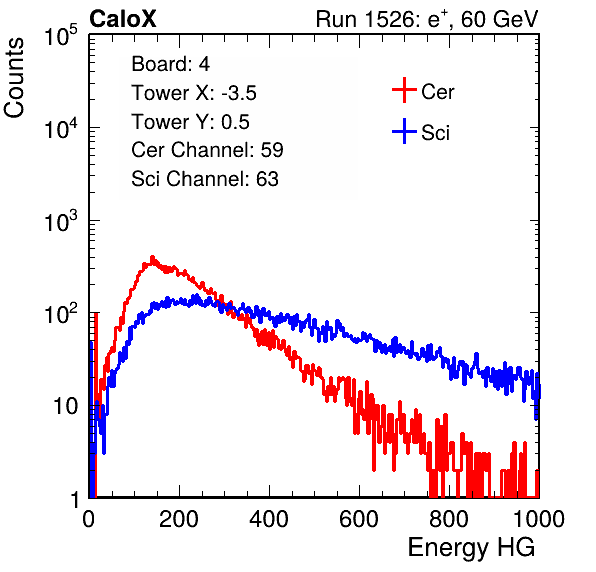 CaloX Run 1526: e⁺, 60 GeV
Counts
Board: 4
Tower X: -3.5
Tower Y: 0.5
Cer Channel: 59
Sci Channel: 63
Cer
Sci
10⁵
10⁴
10³
10²
10
1
0 200 400 600 800 1000
Energy HG